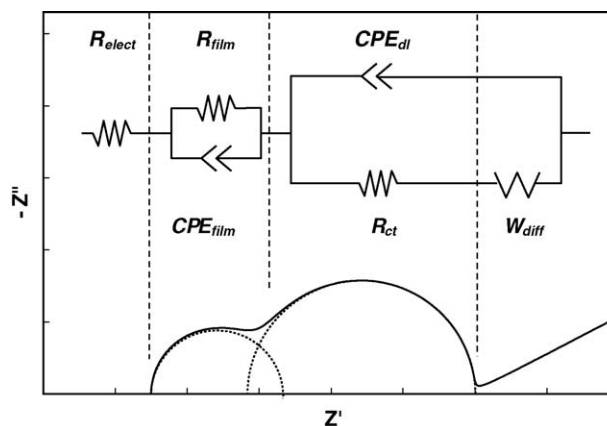 R_elect R_film CPE_dl
CPE_film R_ct W_diff
- Z"
Z'